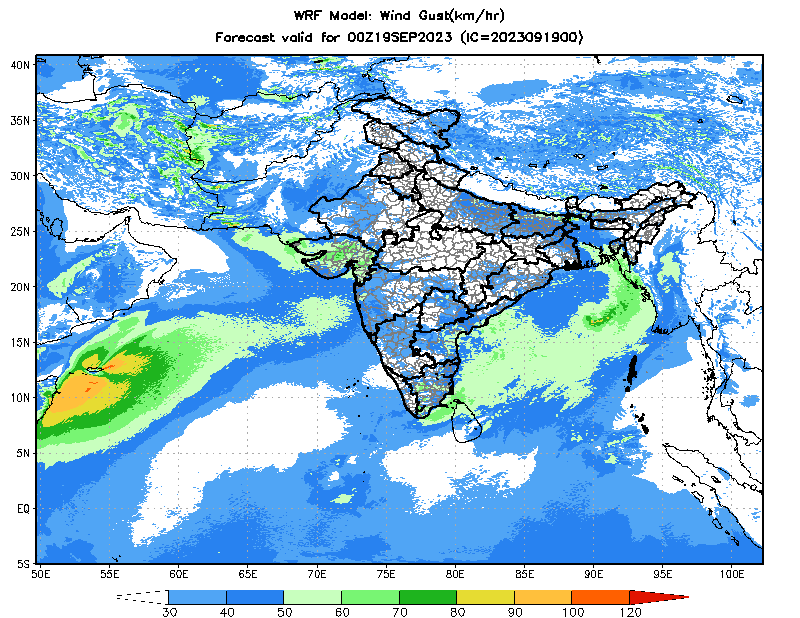 WRF Model: Wind Gust(km/hr)
Forecast valid for 00Z19SEP2023 (IC=2023091900)
40N
35N
30N
25N
20N
15N
10N
5N
EQ
5S
50E 55E 60E 65E 70E 75E 80E 85E 90E 95E 100E
30 40 50 60 70 80 90 100 120